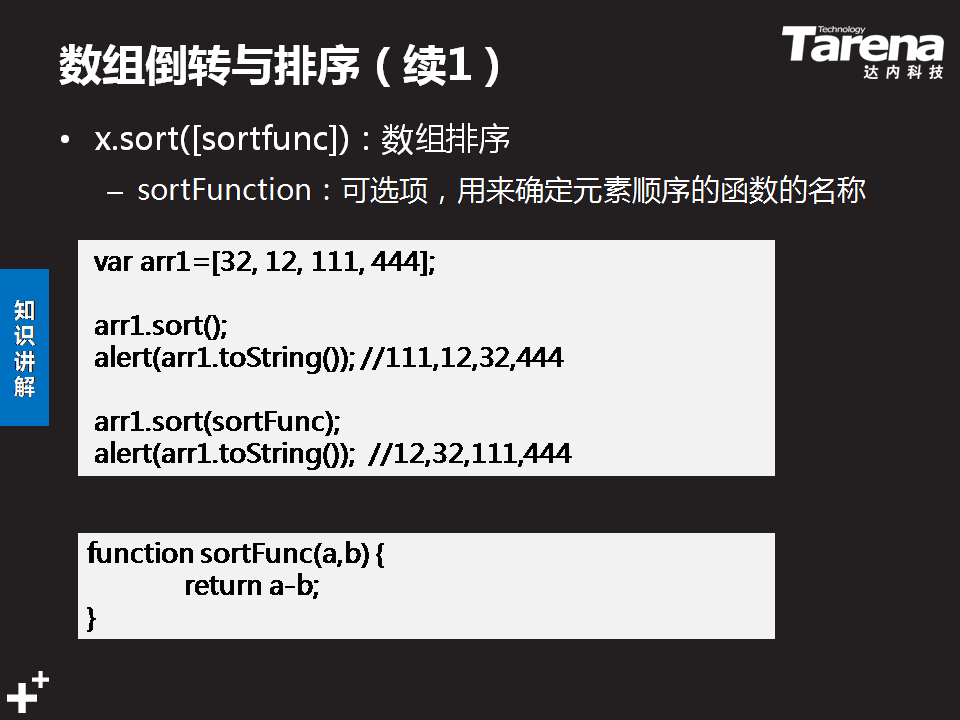 数组倒转与排序（续1）
Technology
Tarena
达内科技
• x.sort([sortfunc])：数组排序
– sortFunction：可选项，用来确定元素顺序的函数的名称
知识讲解
var arr1=[32, 12, 111, 444];
arr1.sort();
alert(arr1.toString()); //111,12,32,444
arr1.sort(sortFunc);
alert(arr1.toString()); //12,32,111,444
function sortFunc(a,b) {
return a-b;
}